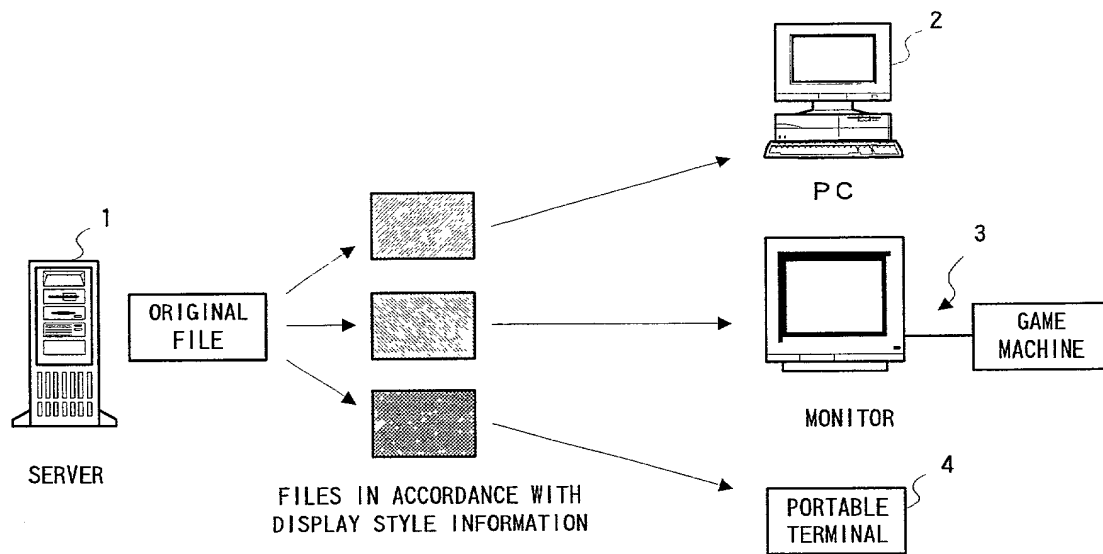 1
SERVER
ORIGINAL
FILE
FILES IN ACCORDANCE WITH
DISPLAY STYLE INFORMATION
2
PC
3
MONITOR
GAME
MACHINE
4
PORTABLE
TERMINAL